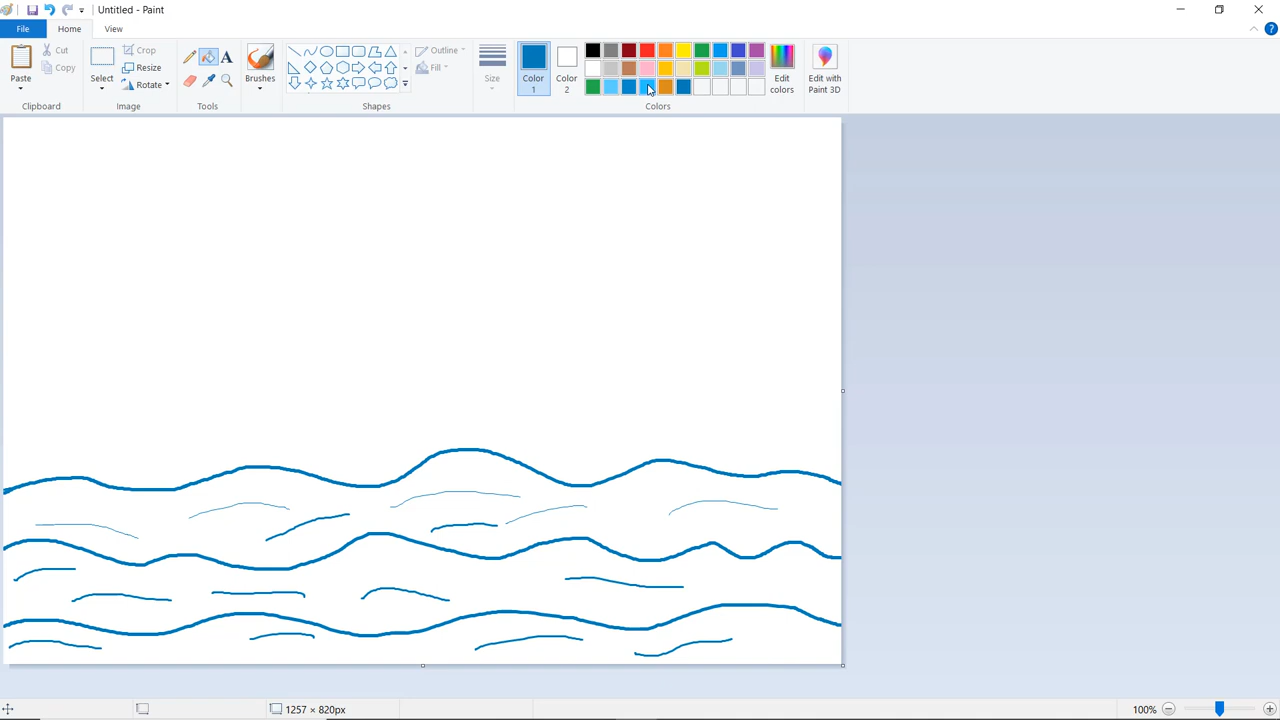 Untitled - Paint
File Home View
Paste Cut Copy Clipboard
Select Crop Resize Rotate Image
Tools
Brushes
Outline Fill Shapes
Size
Color 1
Color 2
Edit colors
Colors
Edit with Paint 3D
1257 × 820px
100%